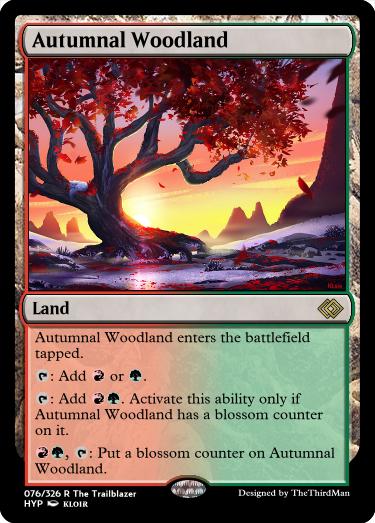 Autumnal Woodland
KLOIR
Land
Autumnal Woodland enters the battlefield
tapped.
: Add or .
: Add . Activate this ability only if
Autumnal Woodland has a blossom counter
on it.
, : Put a blossom counter on Autumnal
Woodland.
076/326 R The Trailblazer
HYP KLOIR
Designed by TheThirdMan